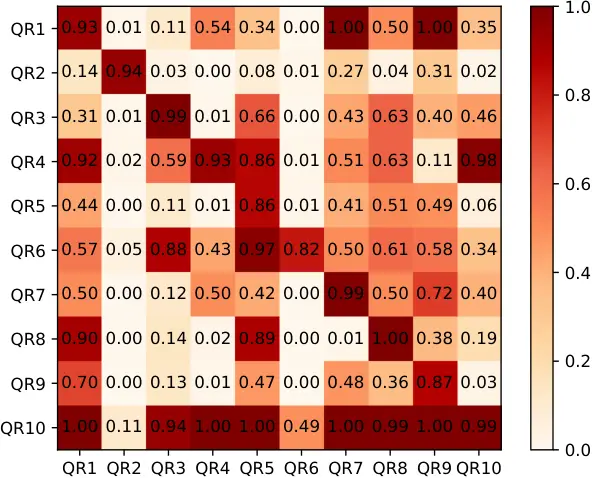 QR1 0.93 0.01 0.11 0.54 0.34 0.00 1.00 0.50 1.00 0.35
QR2 0.14 0.94 0.03 0.00 0.08 0.01 0.27 0.04 0.31 0.02
QR3 0.31 0.01 0.99 0.01 0.66 0.00 0.43 0.63 0.40 0.46
QR4 0.92 0.02 0.59 0.93 0.86 0.01 0.51 0.63 0.11 0.98
QR5 0.44 0.00 0.11 0.01 0.86 0.01 0.41 0.51 0.49 0.06
QR6 0.57 0.05 0.88 0.43 0.97 0.82 0.50 0.61 0.58 0.34
QR7 0.50 0.00 0.12 0.50 0.42 0.00 0.99 0.50 0.72 0.40
QR8 0.90 0.00 0.14 0.02 0.89 0.00 0.01 1.00 0.38 0.19
QR9 0.70 0.00 0.13 0.01 0.47 0.00 0.48 0.36 0.87 0.03
QR10 1.00 0.11 0.94 1.00 1.00 0.49 1.00 0.99 1.00 0.99
QR1 QR2 QR3 QR4 QR5 QR6 QR7 QR8 QR9 QR10
1.0
0.8
0.6
0.4
0.2
0.0